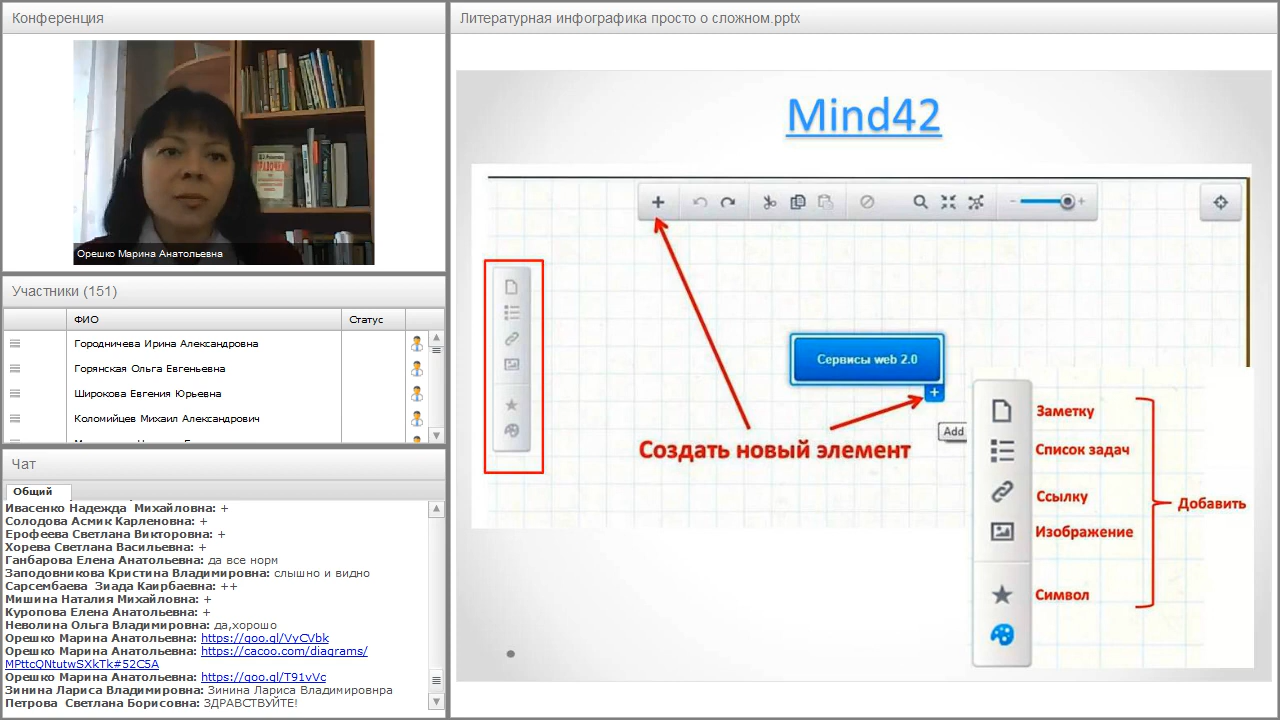 Конференция
Орешко Марина Анатольевна
Участники (151)
ФИО
Статус
Городничева Ирина Александровна
Горянская Ольга Евгеньевна
Широкова Евгения Юрьевна
Коломийцев Михаил Александрович
Чат
Общий
Ивасенко Надежда Михайловна: +
Солодова Асмик Карленовна: +
Ерофеева Светлана Викторовна: +
Хорева Светлана Васильевна: +
Ганбарова Елена Анатольевна: да все норм
Заподовникова Кристина Владимировна: слышно и видно
Сарсембаева Зиада Каирбаевна: ++
Мишина Наталия Михайловна: +
Куропова Елена Анатольевна: +
Неволина Ольга Владимировна: да,хорошо
Орешко Марина Анатольевна: https://goo.gl/VyCVbk
Орешко Марина Анатольевна: https://cacoo.com/diagrams/
MPttcQNtutwSXkTk#52C5A
Орешко Марина Анатольевна: https://goo.gl/T91vVc
Зинина Лариса Владимировна: Зинина Лариса Владимировнра
Петрова Светлана Борисовна: ЗДРАВСТВУЙТЕ!
Литературная инфографика просто о сложном.pptx
Mind42
Сервисы web 2.0
Add
Создать новый элемент
Заметку
Список задач
Ссылку
Изображение
Символ
Добавить